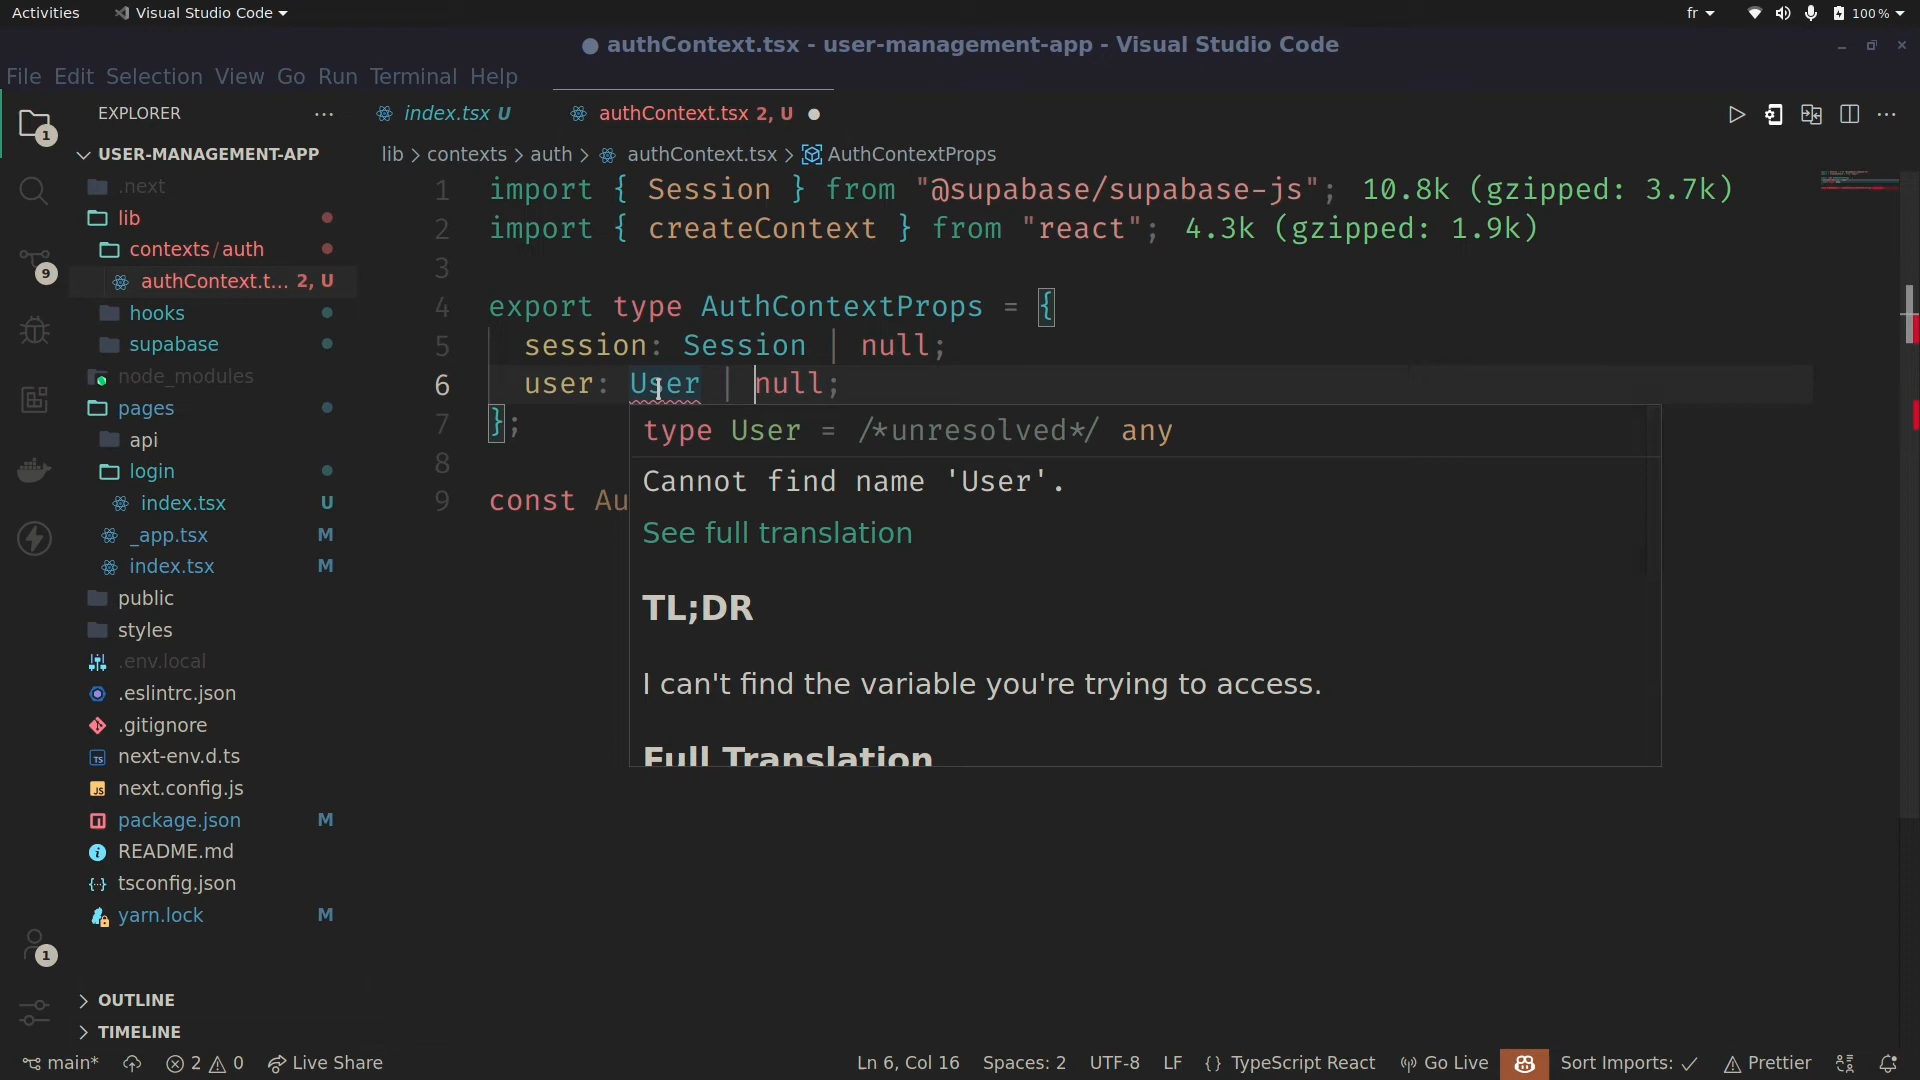 Activities Visual Studio Code fr 100 %
authContext.tsx - user-management-app - Visual Studio Code
File Edit Selection View Go Run Terminal Help
EXPLORER ··· index.tsx U authContext.tsx 2, U ···
USER-MANAGEMENT-APP lib > contexts > auth > authContext.tsx > AuthContextProps
.next
lib
contexts/auth
authContext.t... 2, U
hooks
supabase
node_modules
pages
api
login
index.tsx U
_app.tsx M
index.tsx M
public
styles
.env.local
.eslintrc.json
.gitignore
next-env.d.ts
next.config.js
package.json M
README.md
tsconfig.json
yarn.lock M
OUTLINE
TIMELINE
1
9
1
TS
JS
1 import { Session } from "@supabase/supabase-js"; 10.8k (gzipped: 3.7k)
2 import { createContext } from "react"; 4.3k (gzipped: 1.9k)
3
4 export type AuthContextProps = {
5 session: Session | null;
6 user: User | null;
7 };
8
9 const Au
type User = /*unresolved*/ any
Cannot find name 'User'.
See full translation
TL;DR
I can't find the variable you're trying to access.
Full Translation
main* 2 0 Live Share Ln 6, Col 16 Spaces: 2 UTF-8 LF {} TypeScript React Go Live Sort Imports: ✓ Prettier